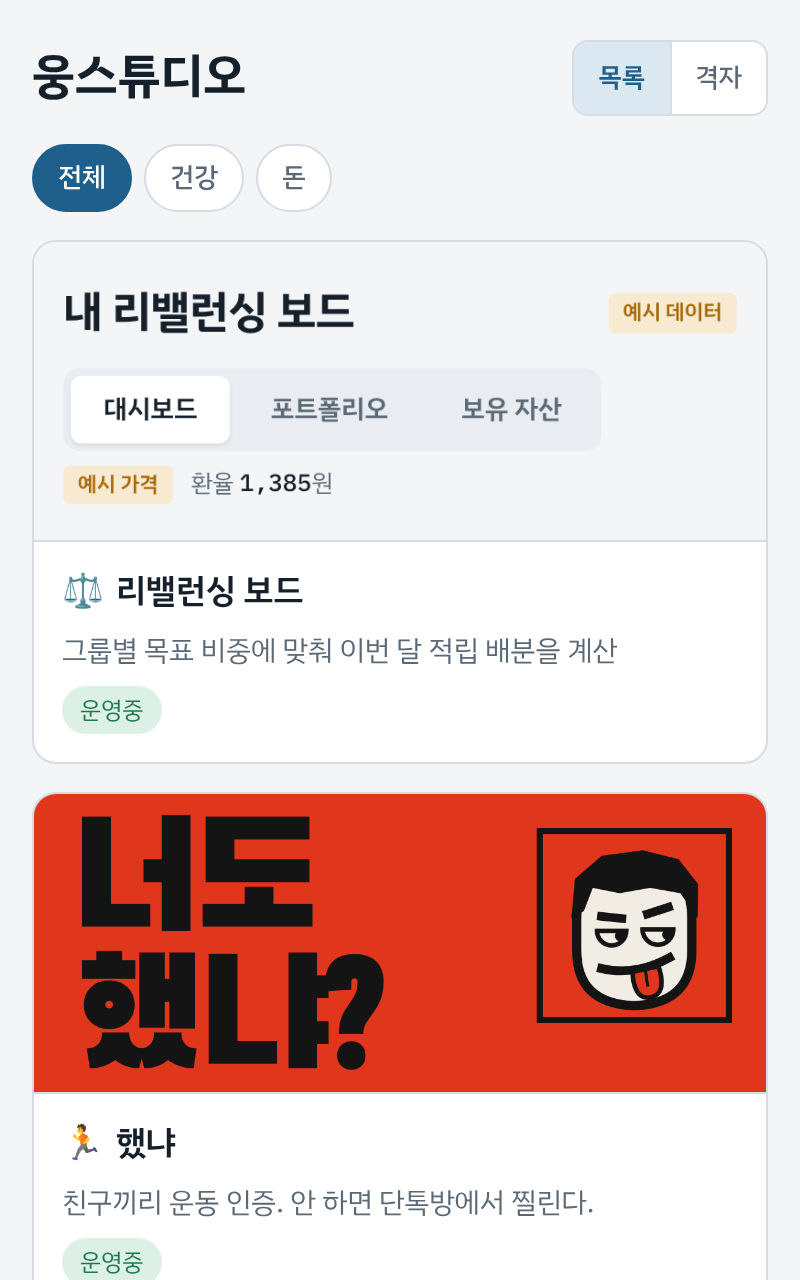 웅스튜디오
목록 격자
전체 건강 돈
내 리밸런싱 보드
예시 데이터
대시보드 포트폴리오 보유 자산
예시 가격 환율 1,385원
⚖️ 리밸런싱 보드
그룹별 목표 비중에 맞춰 이번 달 적립 배분을 계산
운영중
너도
했냐?
🏃 했냐
친구끼리 운동 인증. 안 하면 단톡방에서 찔린다.
운영중